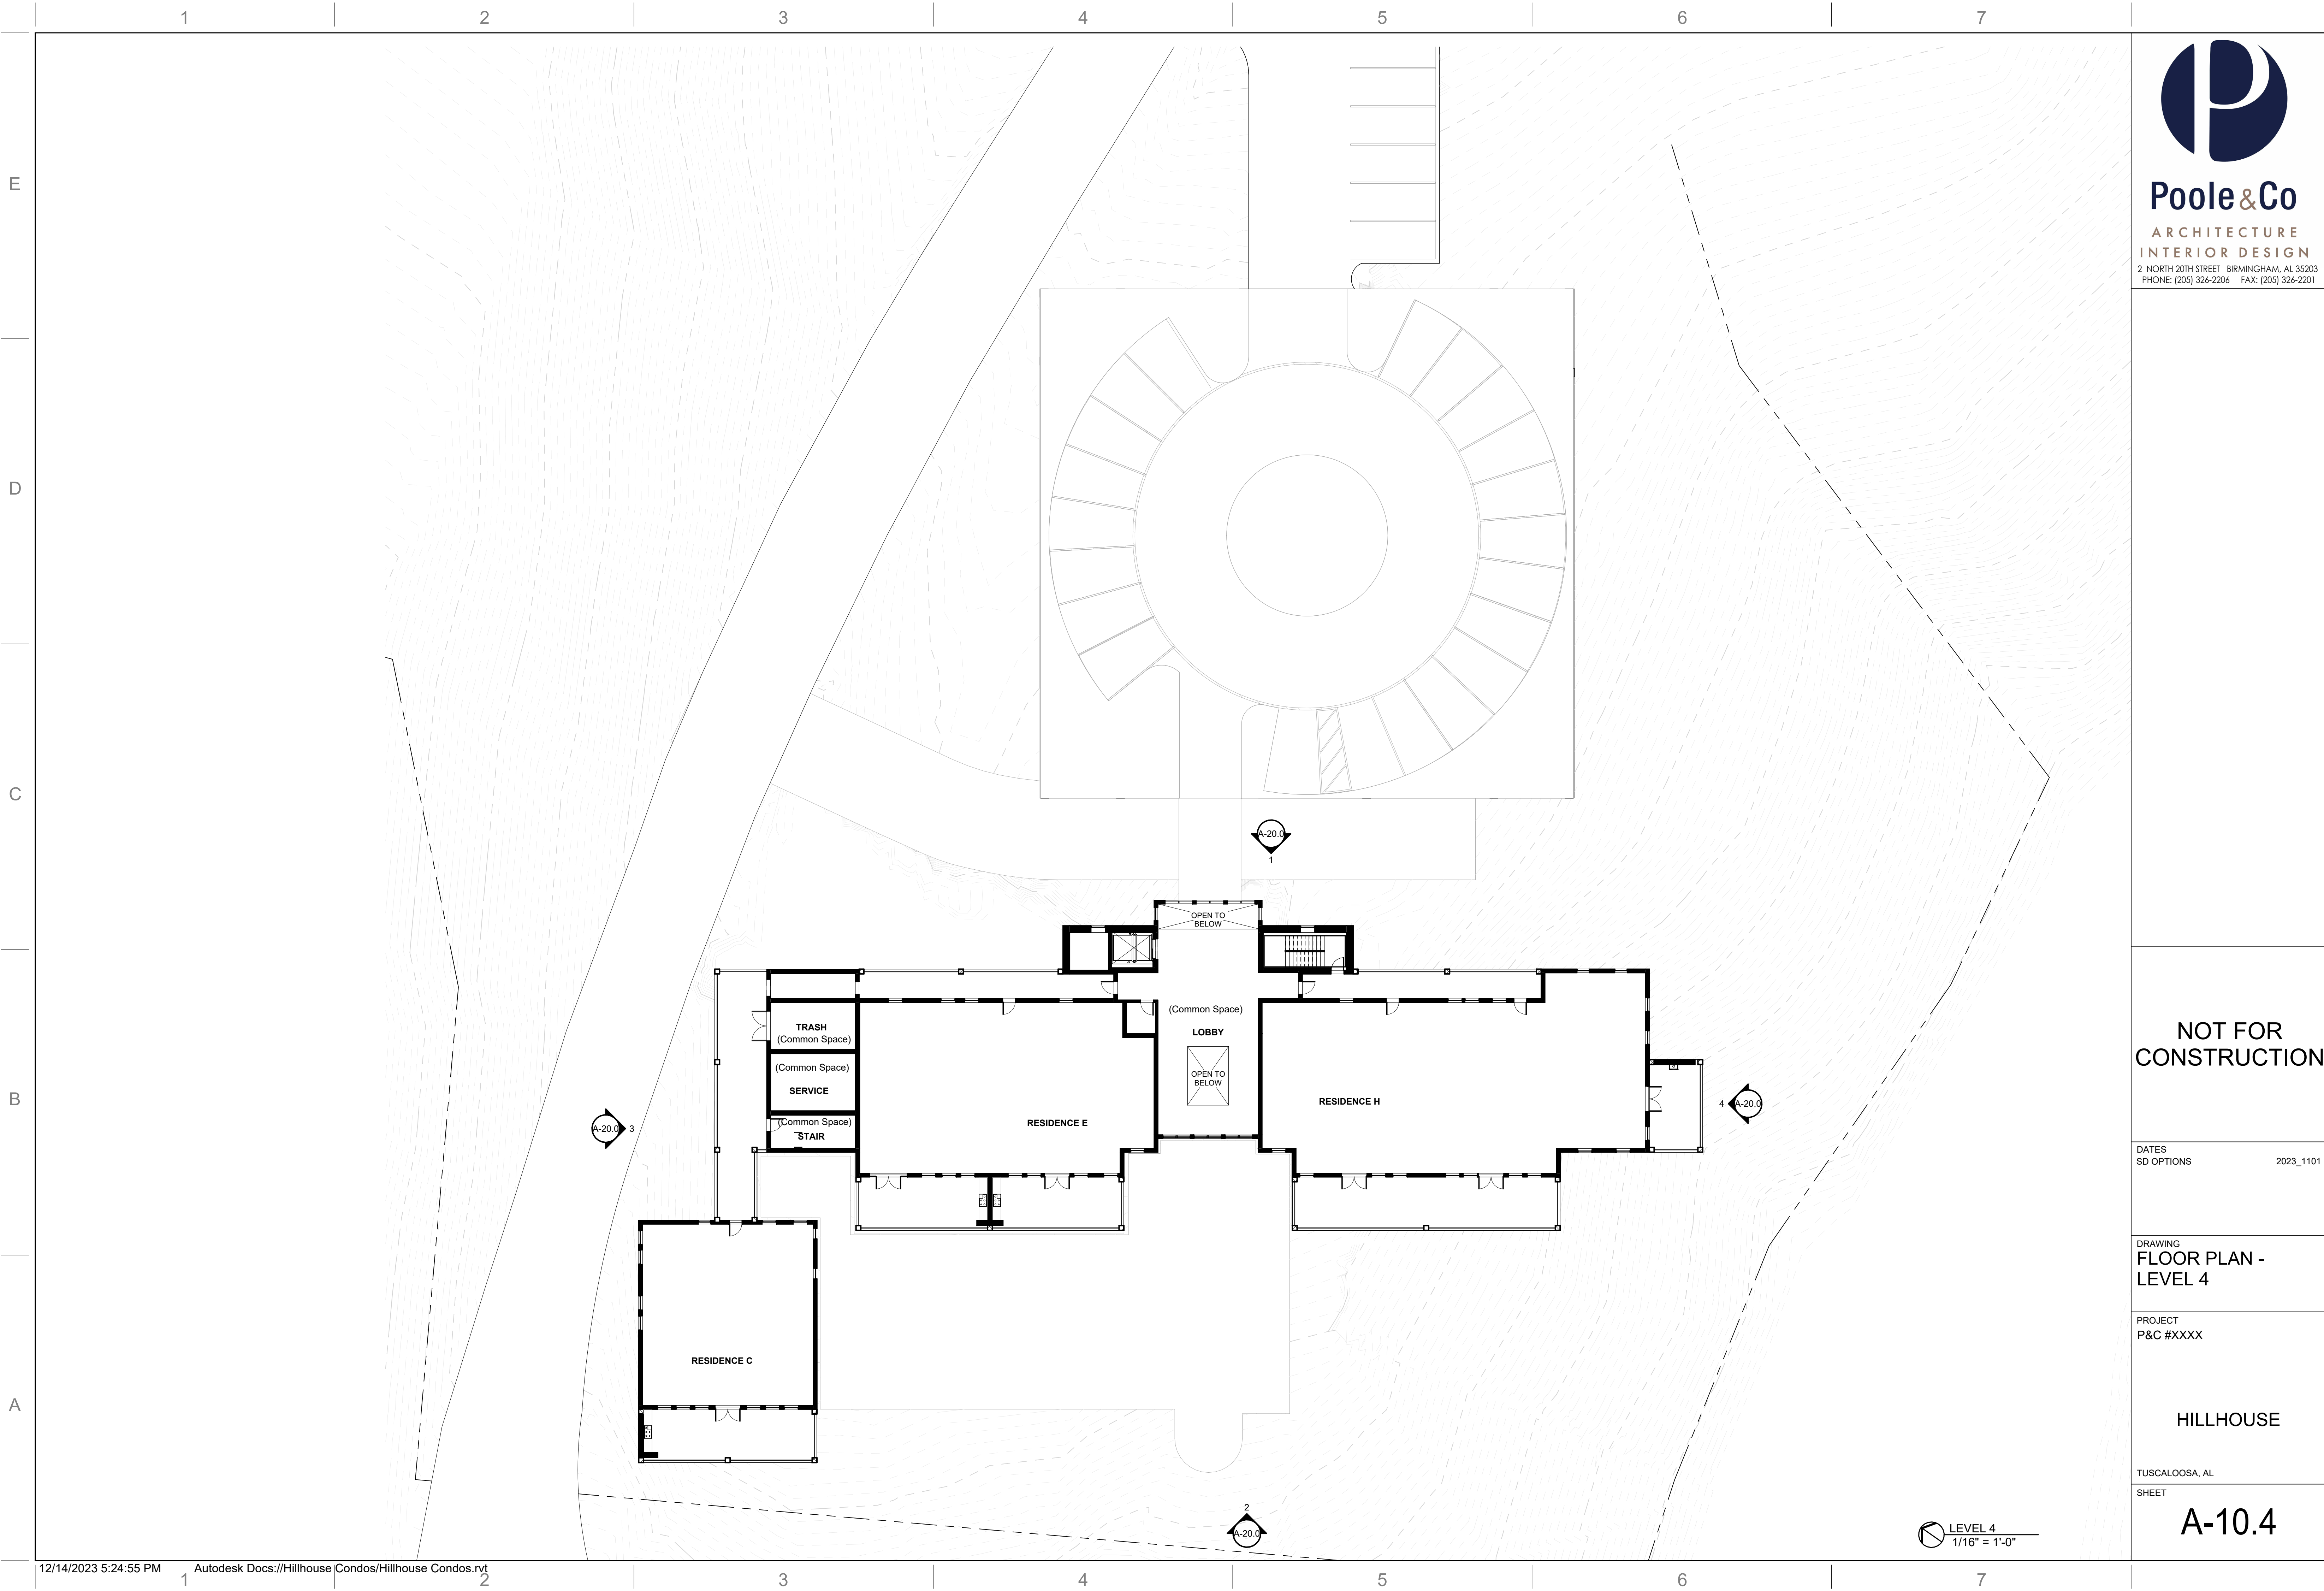 1 2 3 4 5 6 7
E
D
C
B
A
Poole&Co
ARCHITECTURE
INTERIOR DESIGN
2 NORTH 20TH STREET BIRMINGHAM, AL 35203
PHONE: (205) 326-2206 FAX: (205) 326-2201
A-20.0
1
OPEN TO
BELOW
(Common Space)
LOBBY
OPEN TO
BELOW
TRASH
(Common Space)
(Common Space)
SERVICE
(Common Space)
STAIR
RESIDENCE E
RESIDENCE H
RESIDENCE C
A-20.0 3
4 A-20.0
2
A-20.0
NOT FOR
CONSTRUCTION
DATES
SD OPTIONS 2023_1101
DRAWING
FLOOR PLAN -
LEVEL 4
PROJECT
P&C #XXXX
HILLHOUSE
TUSCALOOSA, AL
SHEET
A-10.4
LEVEL 4
1/16" = 1'-0"
12/14/2023 5:24:55 PM Autodesk Docs://Hillhouse Condos/Hillhouse Condos.rvt
1 2 3 4 5 6 7